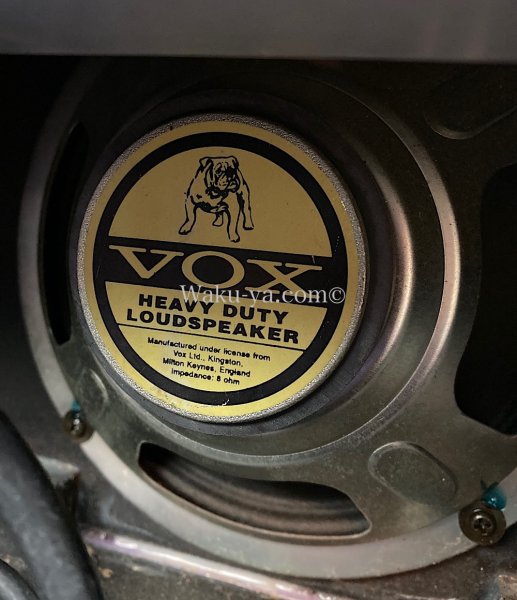 VOX
Waku-ya.com©
HEAVY DUTY
LOUDSPEAKER
Manufactured under license from
Vox Ltd., Kingston,
Milton Keynes, England
Impedance: 8 ohm